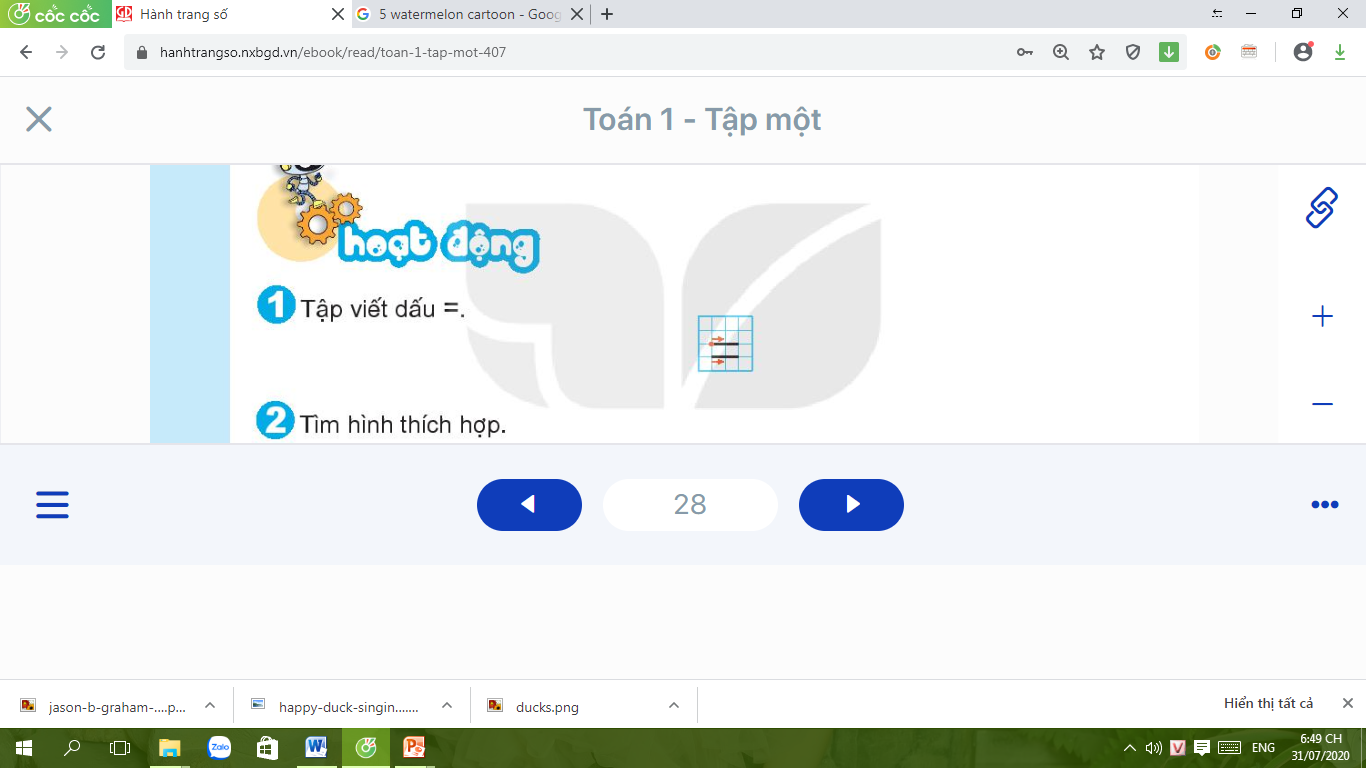 cốc cốc
Hành trang số
5 watermelon cartoon - Goog
hanhtrangso.nxbgd.vn/ebook/read/toan-1-tap-mot-407
Toán 1 - Tập một
hoạt động
1 Tập viết dấu =.
2 Tìm hình thích hợp.
28
jason-b-graham-....p...
happy-duck-singin.......
ducks.png
Hiển thị tất cả
Zalo
ENG
6:49 CH
31/07/2020